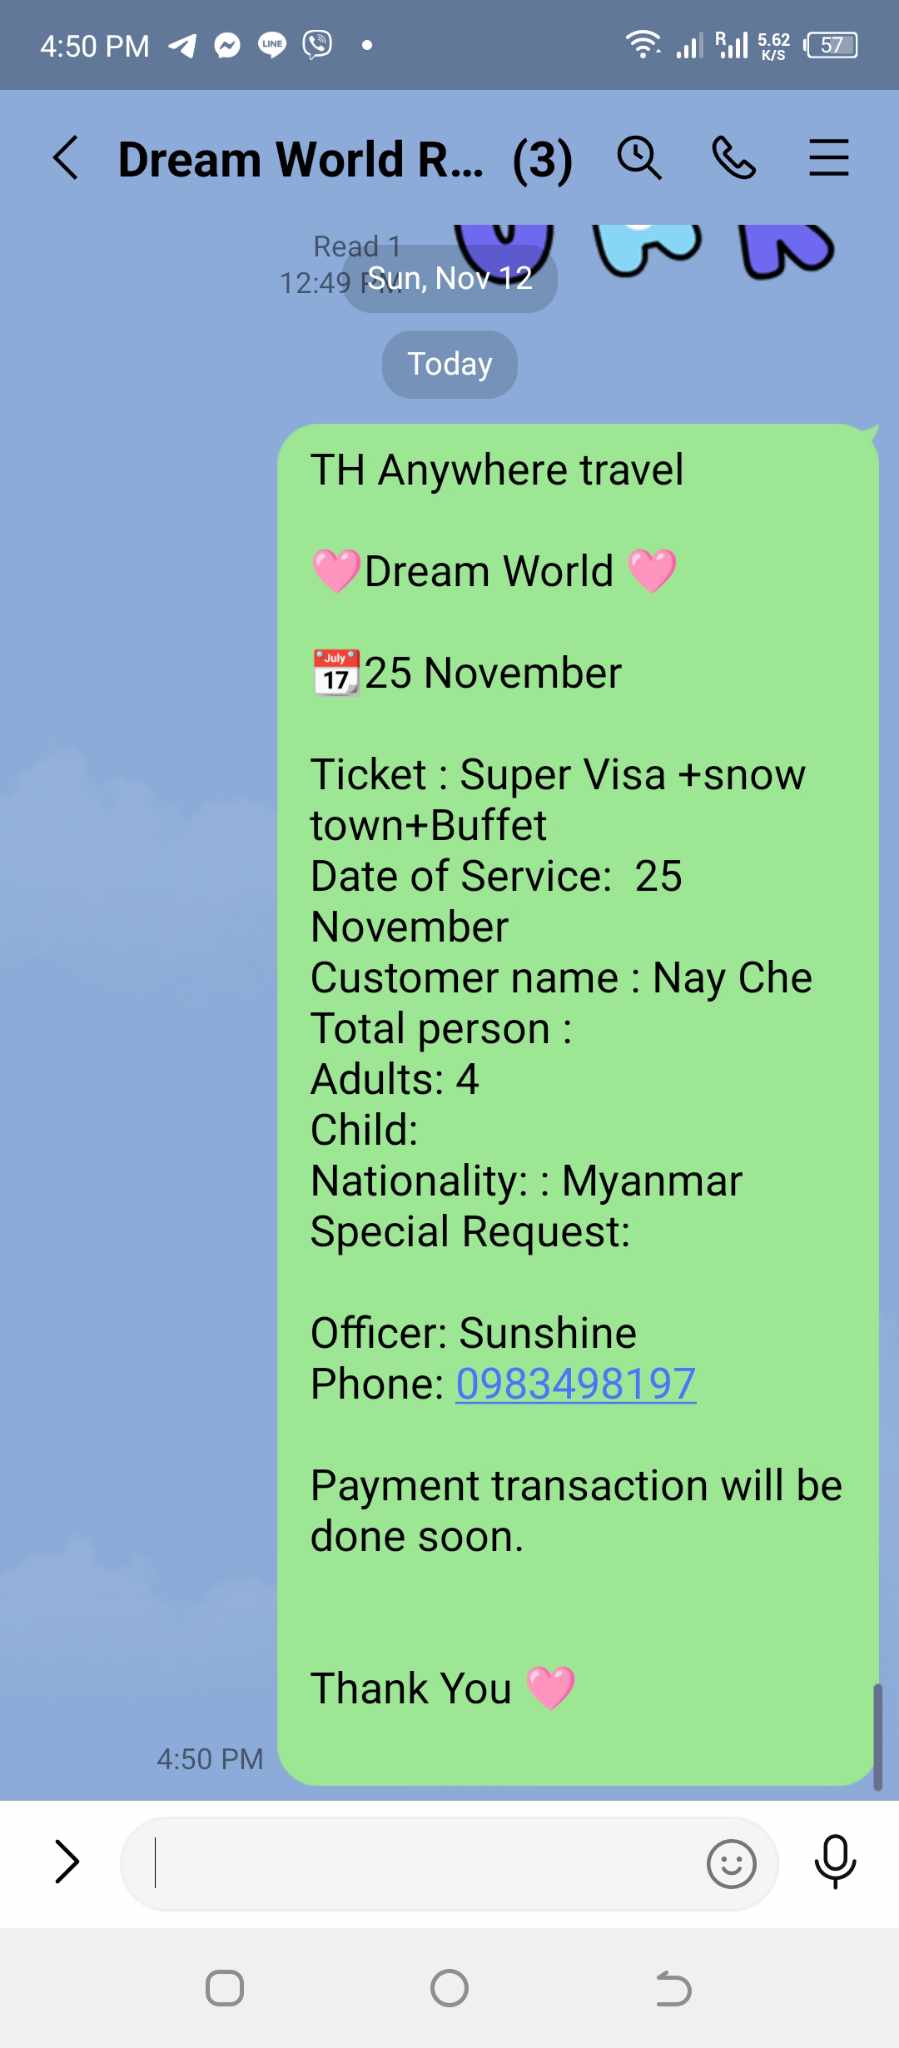 4:50 PM
LINE
R
5.62
K/S
57
Dream World R... (3)
Read 1
12:49 PM
Sun, Nov 12
Today
TH Anywhere travel
🩷Dream World 🩷
📆25 November
Ticket : Super Visa +snow
town+Buffet
Date of Service:  25
November
Customer name : Nay Che
Total person :
Adults: 4
Child:
Nationality: : Myanmar
Special Request:
Officer: Sunshine
Phone: 0983498197
Payment transaction will be
done soon.
Thank You 🩷
4:50 PM